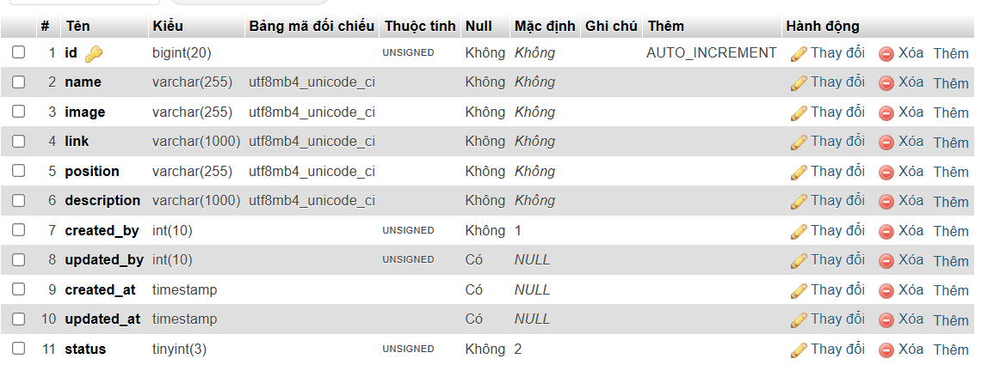 # Tên Kiểu Bảng mã đối chiếu Thuộc tính Null Mặc định Ghi chú Thêm Hành động
1 id bigint(20) UNSIGNED Không Không AUTO_INCREMENT Thay đổi Xóa Thêm
2 name varchar(255) utf8mb4_unicode_ci Không Không Thay đổi Xóa Thêm
3 image varchar(255) utf8mb4_unicode_ci Không Không Thay đổi Xóa Thêm
4 link varchar(1000) utf8mb4_unicode_ci Không Không Thay đổi Xóa Thêm
5 position varchar(255) utf8mb4_unicode_ci Không Không Thay đổi Xóa Thêm
6 description varchar(1000) utf8mb4_unicode_ci Không Không Thay đổi Xóa Thêm
7 created_by int(10) UNSIGNED Không 1 Thay đổi Xóa Thêm
8 updated_by int(10) UNSIGNED Có NULL Thay đổi Xóa Thêm
9 created_at timestamp Có NULL Thay đổi Xóa Thêm
10 updated_at timestamp Có NULL Thay đổi Xóa Thêm
11 status tinyint(3) UNSIGNED Không 2 Thay đổi Xóa Thêm